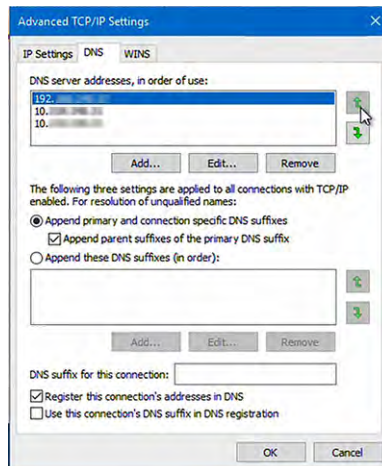 Advanced TCP/IP Settings
IP Settings DNS WINS
DNS server addresses, in order of use:
192.
10.
10.
Add... Edit... Remove
The following three settings are applied to all connections with TCP/IP
enabled. For resolution of unqualified names:
Append primary and connection specific DNS suffixes
Append parent suffixes of the primary DNS suffix
Append these DNS suffixes (in order):
Add... Edit... Remove
DNS suffix for this connection:
Register this connection's addresses in DNS
Use this connection's DNS suffix in DNS registration
OK Cancel